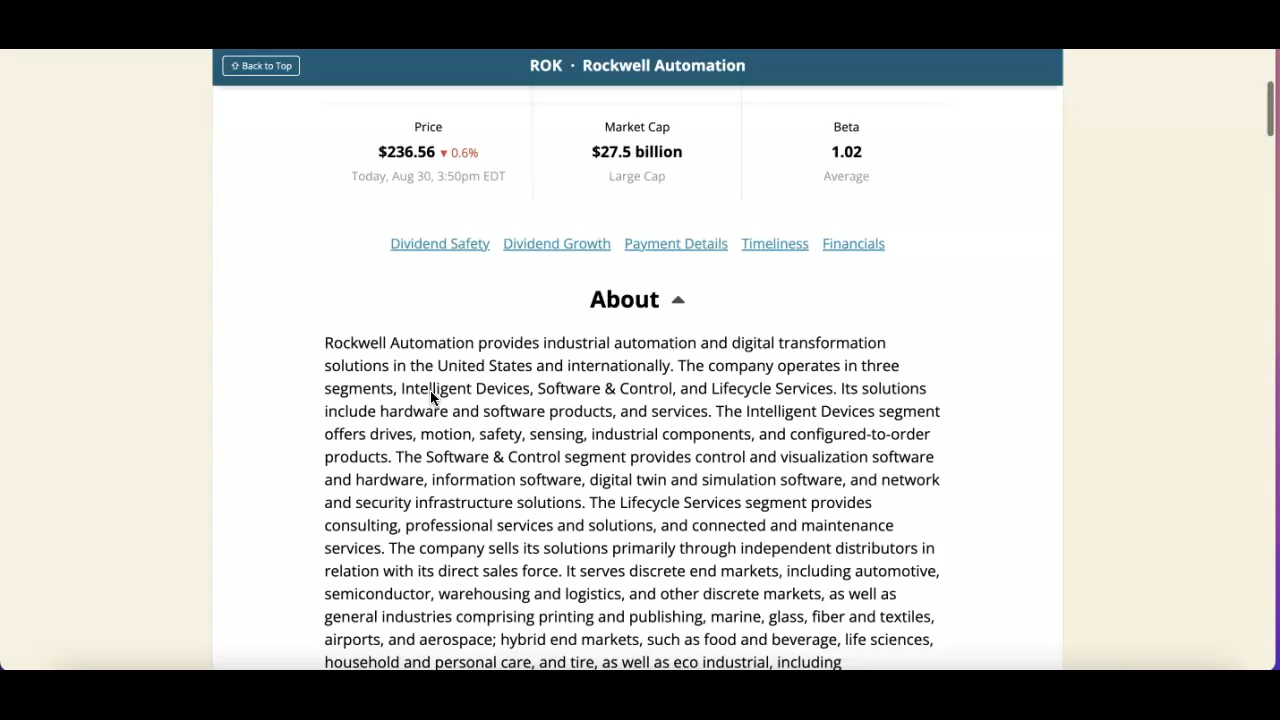 ⇧ Back to Top
ROK · Rockwell Automation
Price Market Cap Beta
$236.56 ▼ 0.6% $27.5 billion 1.02
Today, Aug 30, 3:50pm EDT Large Cap Average
Dividend Safety Dividend Growth Payment Details Timeliness Financials
About
Rockwell Automation provides industrial automation and digital transformation
solutions in the United States and internationally. The company operates in three
segments, Intelligent Devices, Software & Control, and Lifecycle Services. Its solutions
include hardware and software products, and services. The Intelligent Devices segment
offers drives, motion, safety, sensing, industrial components, and configured-to-order
products. The Software & Control segment provides control and visualization software
and hardware, information software, digital twin and simulation software, and network
and security infrastructure solutions. The Lifecycle Services segment provides
consulting, professional services and solutions, and connected and maintenance
services. The company sells its solutions primarily through independent distributors in
relation with its direct sales force. It serves discrete end markets, including automotive,
semiconductor, warehousing and logistics, and other discrete markets, as well as
general industries comprising printing and publishing, marine, glass, fiber and textiles,
airports, and aerospace; hybrid end markets, such as food and beverage, life sciences,
household and personal care, and tire, as well as eco industrial, including